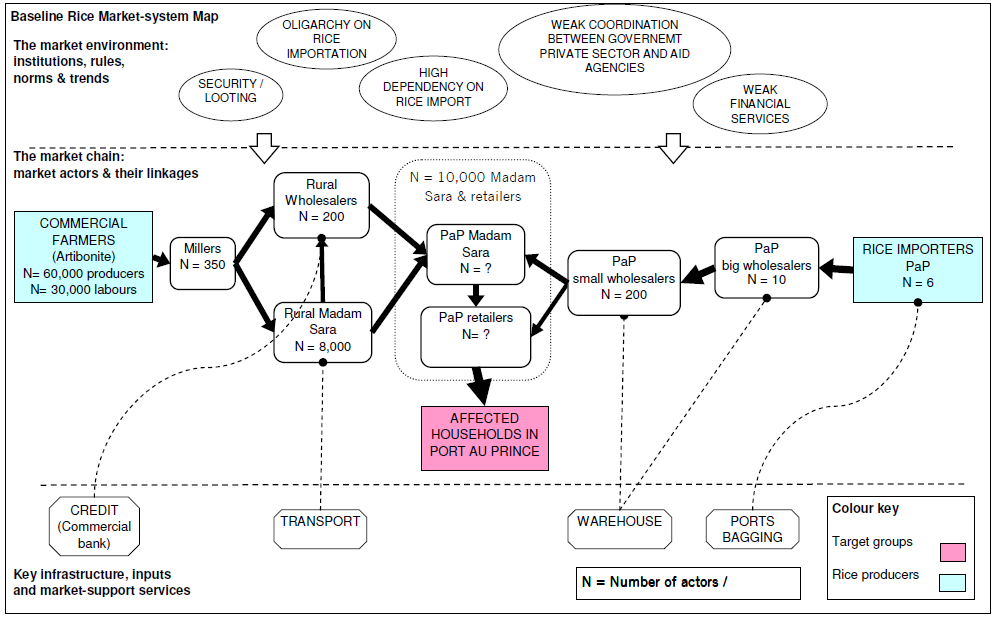 Baseline Rice Market-system Map
The market environment:
institutions, rules,
norms & trends
OLIGARCHY ON
RICE
IMPORTATION
WEAK COORDINATION
BETWEEN GOVERNEMT
PRIVATE SECTOR AND AID
AGENCIES
SECURITY /
LOOTING
HIGH
DEPENDENCY ON
RICE IMPORT
WEAK
FINANCIAL
SERVICES
The market chain:
market actors & their linkages
COMMERCIAL
FARMERS
(Artibonite)
N= 60,000 producers
N= 30,000 labours
Millers
N = 350
Rural
Wholesalers
N = 200
Rural Madam
Sara
N = 8,000
N = 10,000 Madam
Sara & retailers
PaP Madam
Sara
N = ?
PaP retailers
N= ?
PaP
small wholesalers
N = 200
PaP
big wholesalers
N = 10
RICE IMPORTERS
PaP
N = 6
AFFECTED
HOUSEHOLDS IN
PORT AU PRINCE
CREDIT
(Commercial
bank)
TRANSPORT
WAREHOUSE
PORTS
BAGGING
Key infrastructure, inputs
and market-support services
N = Number of actors /
Colour key
Target groups
Rice producers